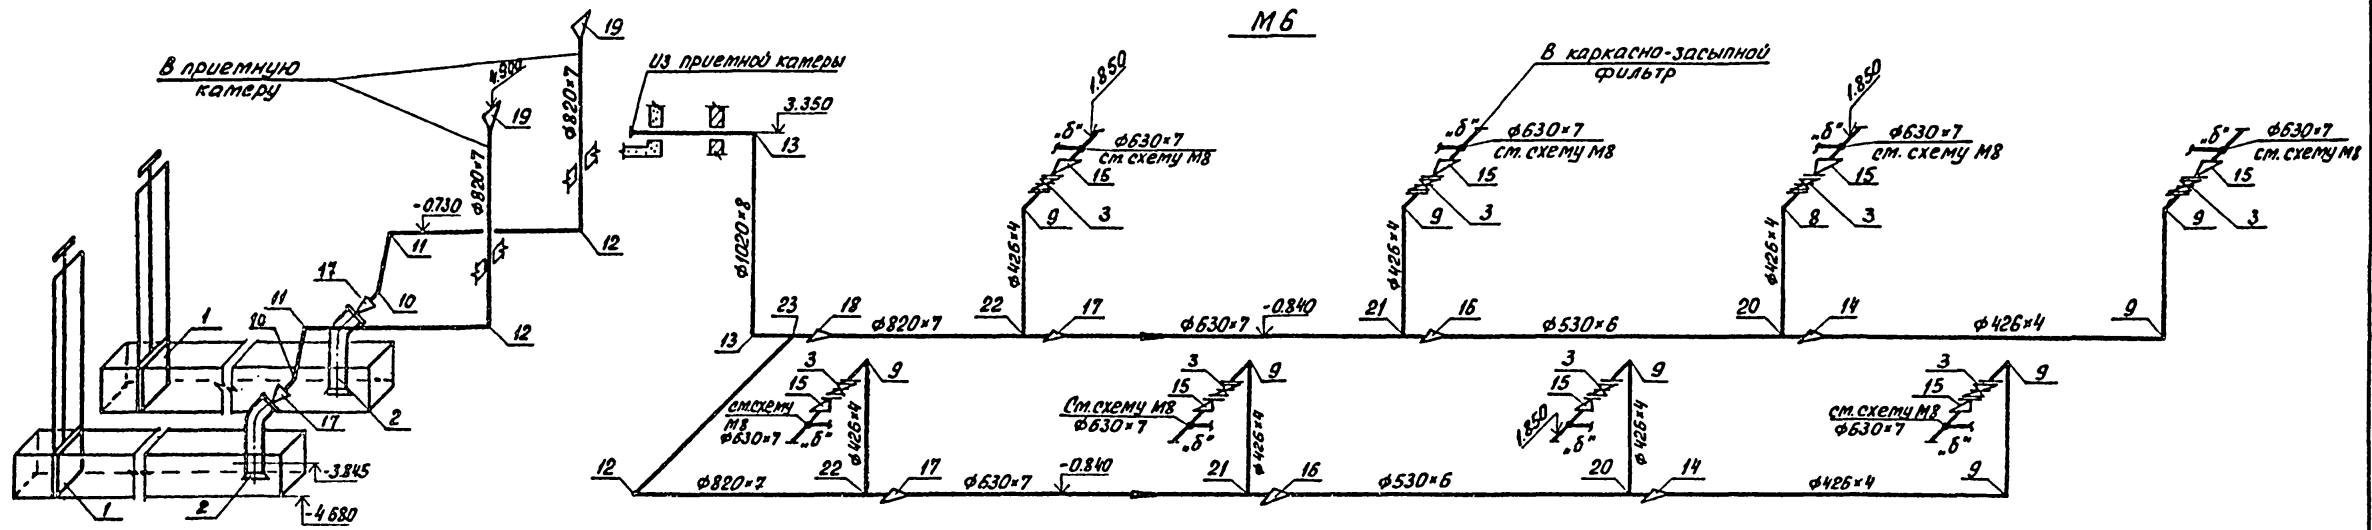 М6
19
В приемную
камеру
4.900
19
ф820×7
ф820×7
Из приемной камеры
3.350
13
ф1020×8
-0.730
11
12
17
10
11
10
12
1
2
17
1
2
-3.845
-4.680
1.850
„б“
ф630×7
см. схему М8
15
3
9
ф426×4
В каркасно-засыпной
фильтр
„б“
ф630×7
см. схему М8
15
3
9
ф426×4
1.850
„б“
ф630×7
см. схему М8
15
3
8
ф426×4
„б“
ф630×7
см. схему М8
15
3
9
13
23
18
ф820×7
22
17
ф630×7
-0.840
21
16
ф530×6
20
14
ф426×4
9
3
15
9
см. схему
М8
ф630×7
„б“
ф426×4
3
15
9
См. схему М8
ф630×7
„б“
ф426×4
3
15
9
1.850
„б“
ф426×4
3
15
9
см. схему М8
ф630×7
„б“
12
ф820×7
22
17
ф630×7
-0.840
21
16
ф530×6
20
14
ф426×4
9